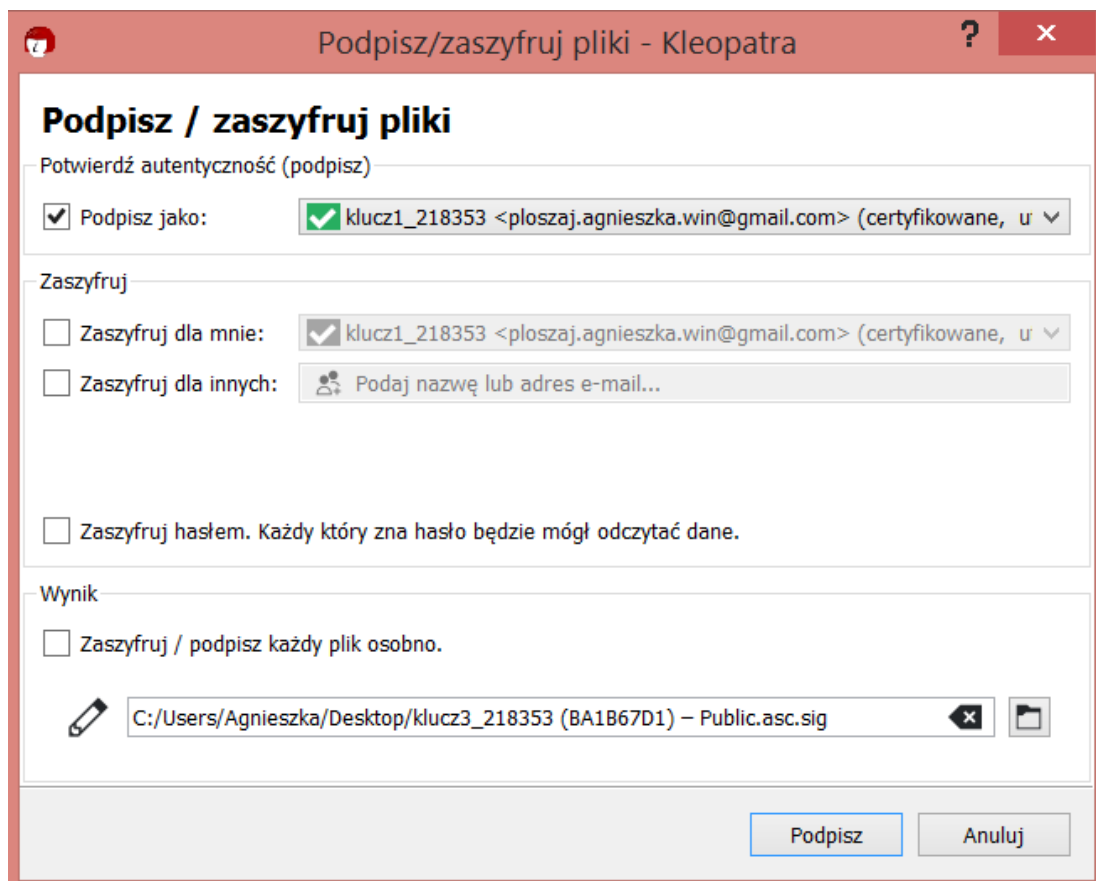 Podpisz/zaszyfruj pliki - Kleopatra
Podpisz / zaszyfruj pliki
Potwierdź autentyczność (podpisz)
Podpisz jako: klucz1_218353 <ploszaj.agnieszka.win@gmail.com> (certyfikowane,
Zaszyfruj
Zaszyfruj dla mnie: klucz1_218353 <ploszaj.agnieszka.win@gmail.com> (certyfikowane,
Zaszyfruj dla innych: Podaj nazwę lub adres e-mail...
Zaszyfruj hasłem. Każdy który zna hasło będzie mógł odczytać dane.
Wynik
Zaszyfruj / podpisz każdy plik osobno.
C:/Users/Agnieszka/Desktop/klucz3_218353 (BA1B67D1) – Public.asc.sig
Podpisz Anuluj